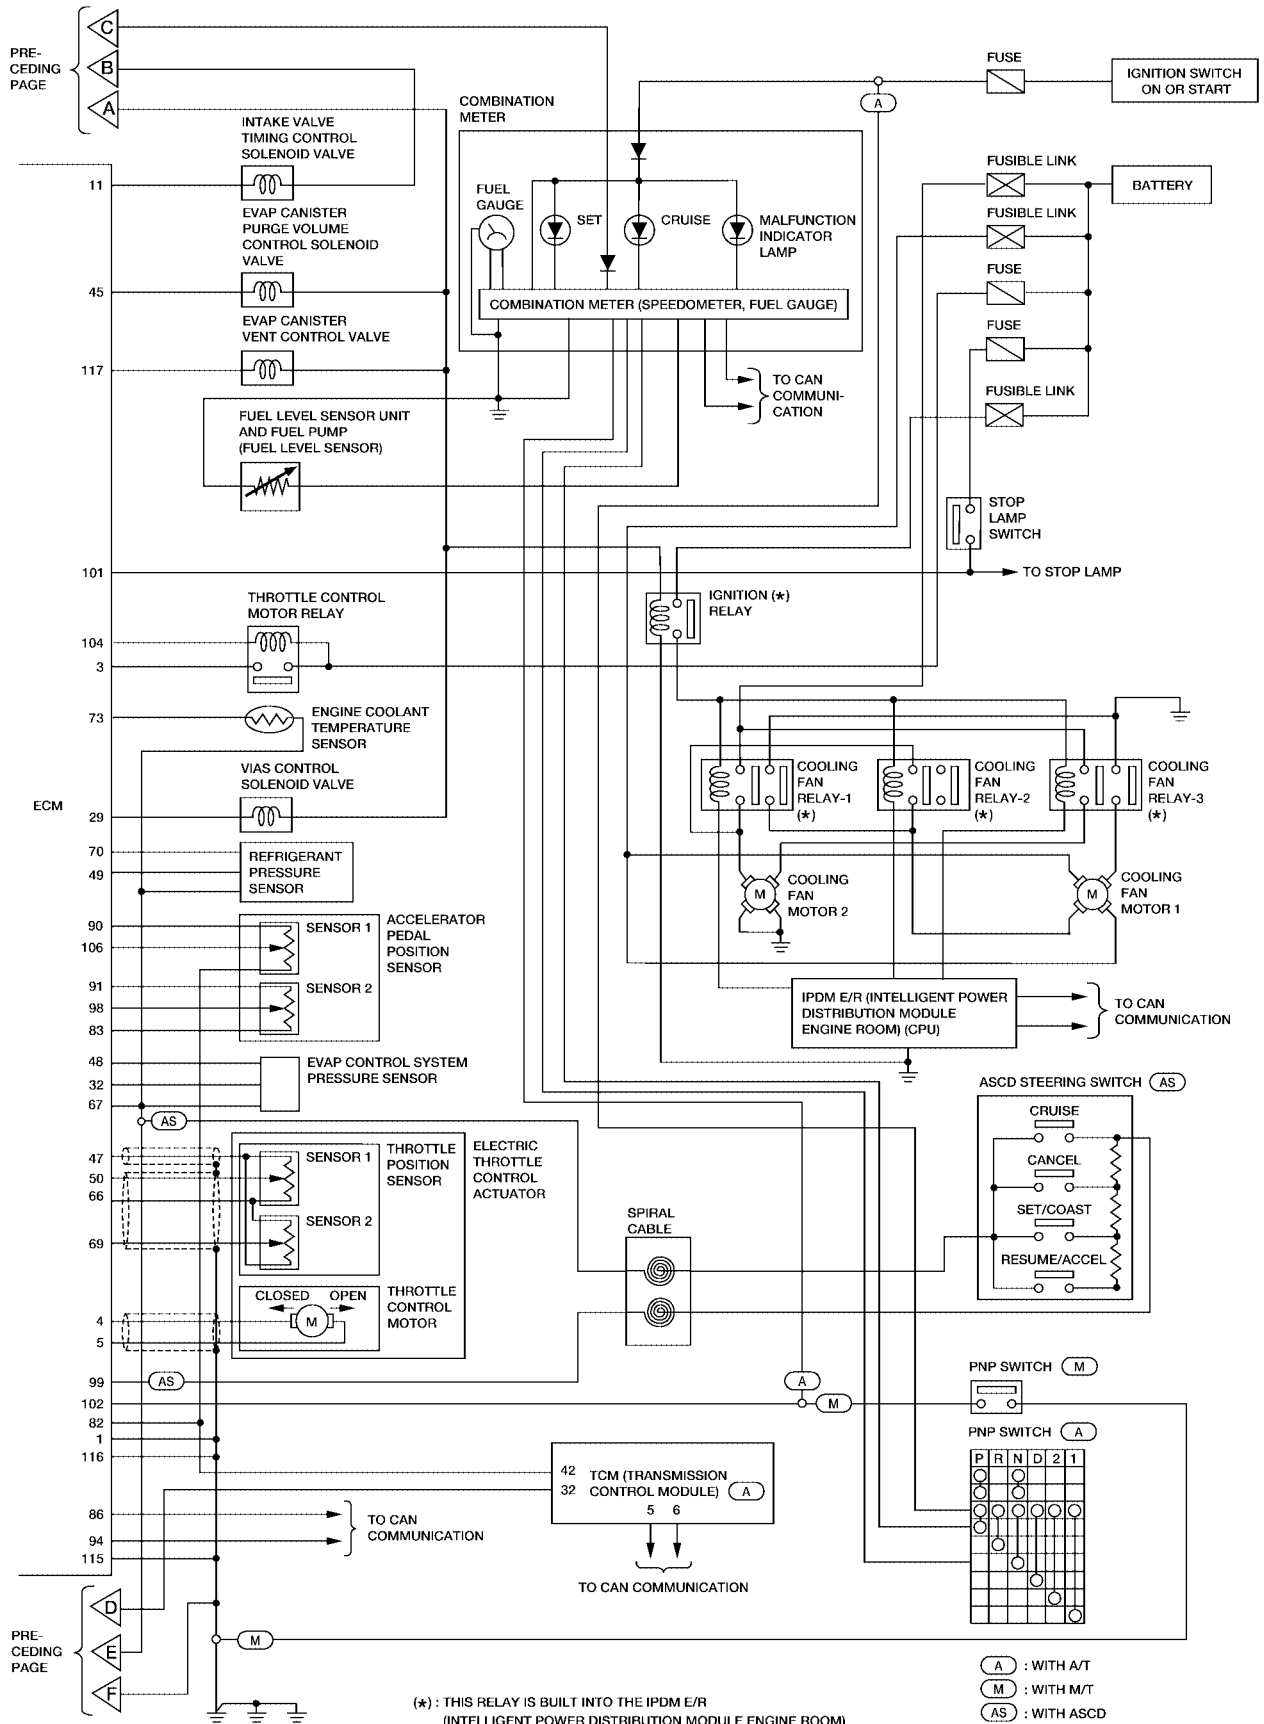 C
PRE-
CEDING
PAGE
B
A
INTAKE VALVE
TIMING CONTROL
SOLENOID VALVE
11
EVAP CANISTER
PURGE VOLUME
CONTROL SOLENOID
VALVE
45
EVAP CANISTER
VENT CONTROL VALVE
117
FUEL LEVEL SENSOR UNIT
AND FUEL PUMP
(FUEL LEVEL SENSOR)
COMBINATION
METER
FUEL
GAUGE
SET
CRUISE
MALFUNCTION
INDICATOR
LAMP
COMBINATION METER (SPEEDOMETER, FUEL GAUGE)
TO CAN
COMMUNI-
CATION
A
FUSE
IGNITION SWITCH
ON OR START
FUSIBLE LINK
BATTERY
FUSIBLE LINK
FUSE
FUSE
FUSIBLE LINK
STOP
LAMP
SWITCH
TO STOP LAMP
101
THROTTLE CONTROL
MOTOR RELAY
104
3
IGNITION (*)
RELAY
73
ENGINE COOLANT
TEMPERATURE
SENSOR
VIAS CONTROL
SOLENOID VALVE
ECM
29
COOLING
FAN
RELAY-1
(*)
COOLING
FAN
RELAY-2
(*)
COOLING
FAN
RELAY-3
(*)
70
49
REFRIGERANT
PRESSURE
SENSOR
M
COOLING
FAN
MOTOR 2
M
COOLING
FAN
MOTOR 1
90
106
91
98
83
SENSOR 1
SENSOR 2
ACCELERATOR
PEDAL
POSITION
SENSOR
IPDM E/R (INTELLIGENT POWER
DISTRIBUTION MODULE
ENGINE ROOM) (CPU)
TO CAN
COMMUNICATION
48
32
67
EVAP CONTROL SYSTEM
PRESSURE SENSOR
AS
ASCD STEERING SWITCH AS
CRUISE
CANCEL
SET/COAST
RESUME/ACCEL
47
50
66
69
SENSOR 1
SENSOR 2
THROTTLE
POSITION
SENSOR
ELECTRIC
THROTTLE
CONTROL
ACTUATOR
SPIRAL
CABLE
4
5
CLOSED OPEN
M
THROTTLE
CONTROL
MOTOR
99
AS
102
82
1
116
A
M
PNP SWITCH M
PNP SWITCH A
P R N D 2 1
42
32
TCM (TRANSMISSION
CONTROL MODULE) A
5 6
TO CAN COMMUNICATION
86
94
115
TO CAN
COMMUNICATION
D
PRE-
CEDING
PAGE
E
F
M
A : WITH A/T
M : WITH M/T
AS : WITH ASCD
(*) : THIS RELAY IS BUILT INTO THE IPDM E/R
(INTELLIGENT POWER DISTRIBUTION MODULE ENGINE ROOM)